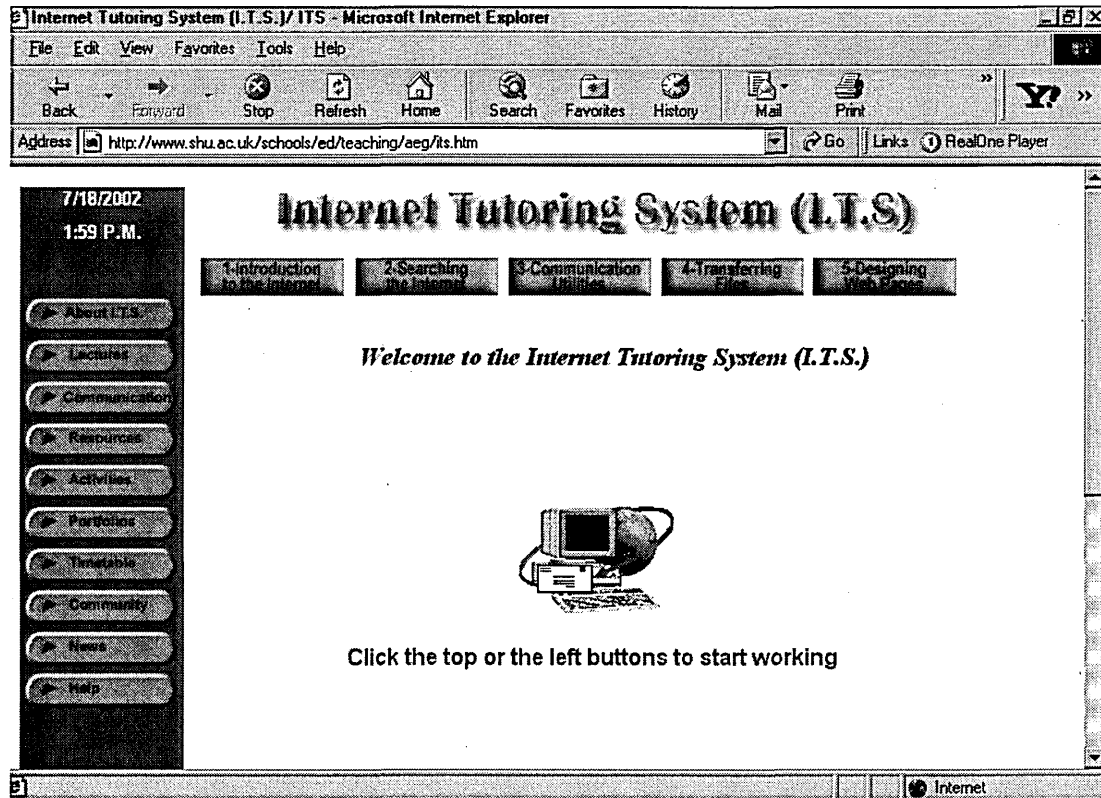 Internet Tutoring System (I.T.S.)/ ITS - Microsoft Internet Explorer
File Edit View Favorites Tools Help
Back Forward Stop Refresh Home Search Favorites History Mail Print »
Y! »
Address http://www.shu.ac.uk/schools/ed/teaching/aeg/its.htm Go Links RealOne Player
7/18/2002
1:59 P.M.
Internet Tutoring System (I.T.S)
1-Introduction to the Internet
2-Searching the Internet
3-Communication Utilities
4-Transferring Files
5-Designing Web Pages
About I.T.S.
Lectures
Communication
Resources
Activities
Portfolios
Timetable
Community
News
Help
Welcome to the Internet Tutoring System (I.T.S.)
Click the top or the left buttons to start working
Internet